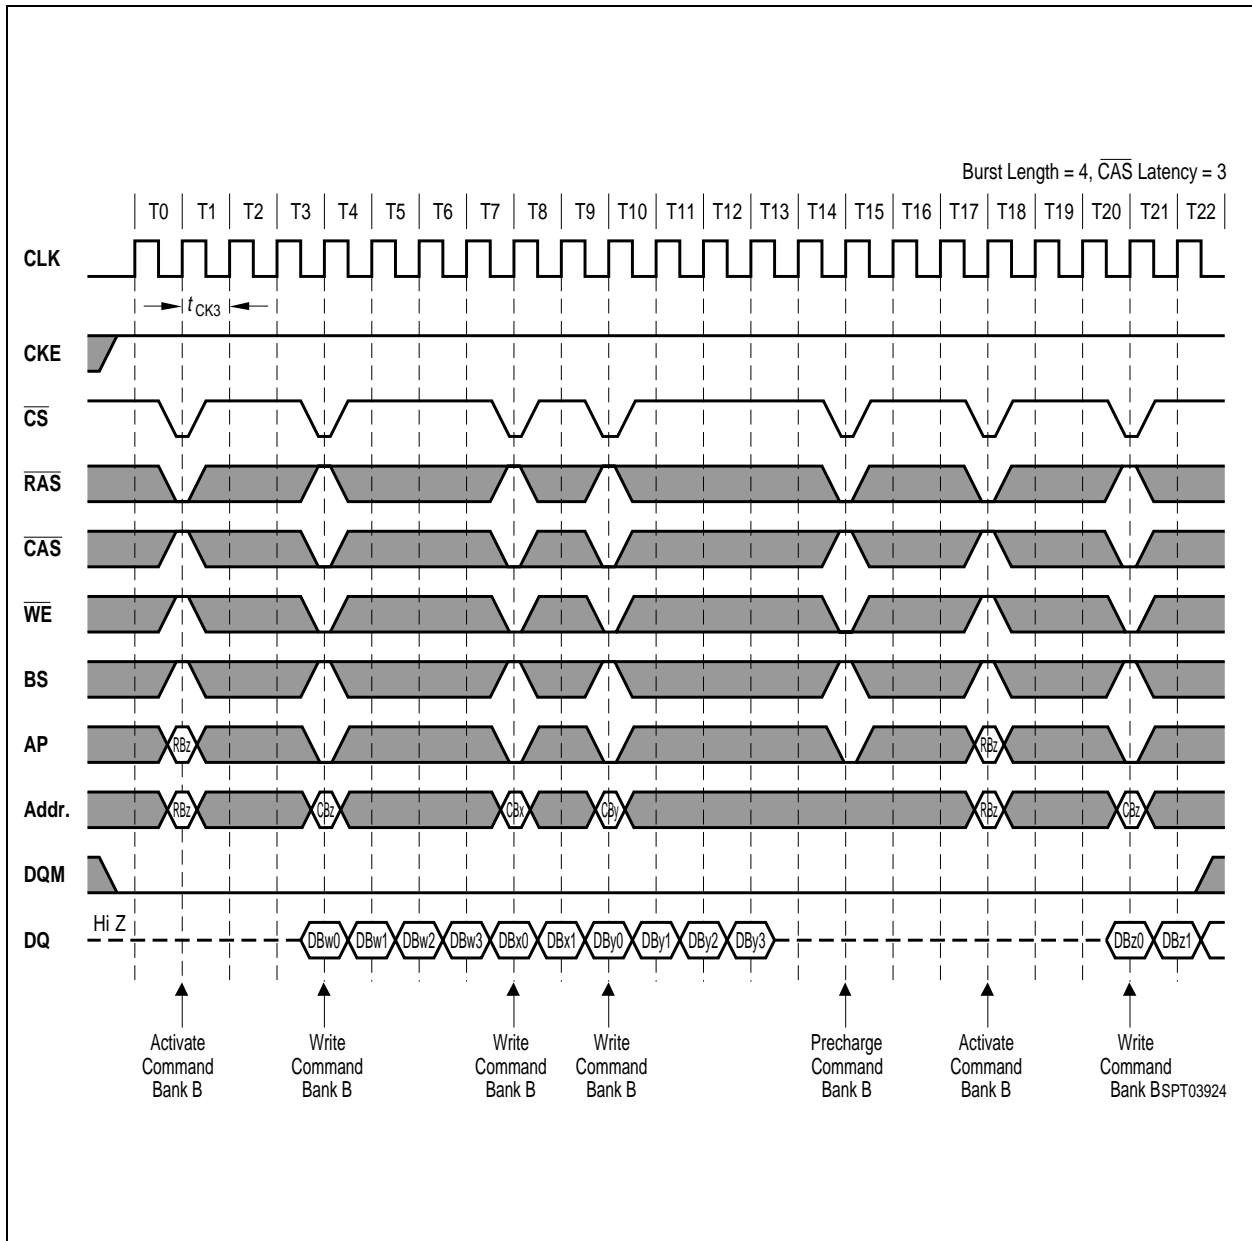 Burst Length = 4, CAS Latency = 3
T0 T1 T2 T3 T4 T5 T6 T7 T8 T9 T10 T11 T12 T13 T14 T15 T16 T17 T18 T19 T20 T21 T22
CLK
t CK3
CKE
CS
RAS
CAS
WE
BS
AP RBz RBz
Addr. RBz CBz CBx CBy RBz CBz
DQM
Hi Z
DQ DBw0 DBw1 DBw2 DBw3 DBx0 DBx1 DBy0 DBy1 DBy2 DBy3 DBz0 DBz1
Activate Write Write Write Precharge Activate Write
Command Command Command Command Command Command Command
Bank B Bank B Bank B Bank B Bank B Bank B Bank B SPT03924